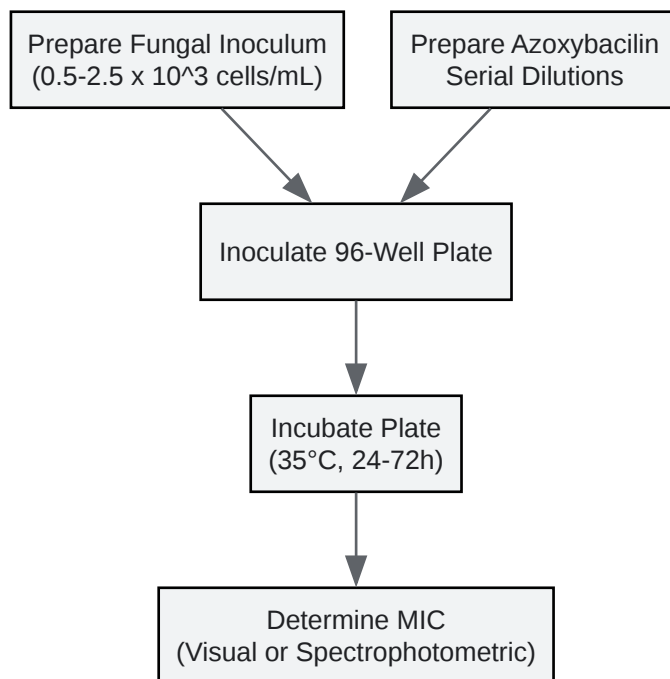 Prepare Fungal Inoculum
(0.5-2.5 x 10^3 cells/mL)
Prepare Azoxybacilin
Serial Dilutions
Inoculate 96-Well Plate
Incubate Plate
(35°C, 24-72h)
Determine MIC
(Visual or Spectrophotometric)